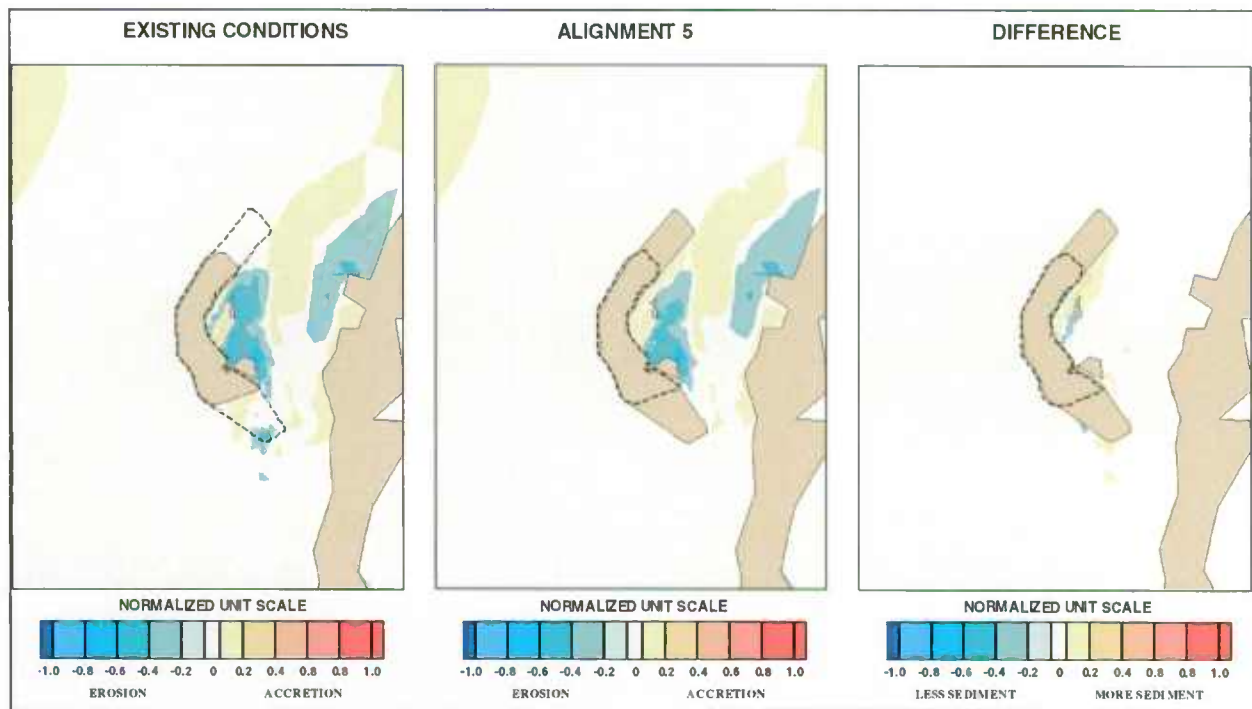 EXISTING CONDITIONS
ALIGNMENT 5
DIFFERENCE
NORMALIZED UNIT SCALE
-1.0 -0.8 -0.6 -0.4 -0.2 0 0.2 0.4 0.6 0.8 1.0
EROSION ACCRETION
NORMALIZED UNIT SCALE
-1.0 -0.8 -0.6 -0.4 -0.2 0 0.2 0.4 0.6 0.8 1.0
EROSION ACCRETION
NORMALIZED UNIT SCALE
-1.0 -0.8 -0.6 -0.4 -0.2 0 0.2 0.4 0.6 0.8 1.0
LESS SEDIMENT MORE SEDIMENT